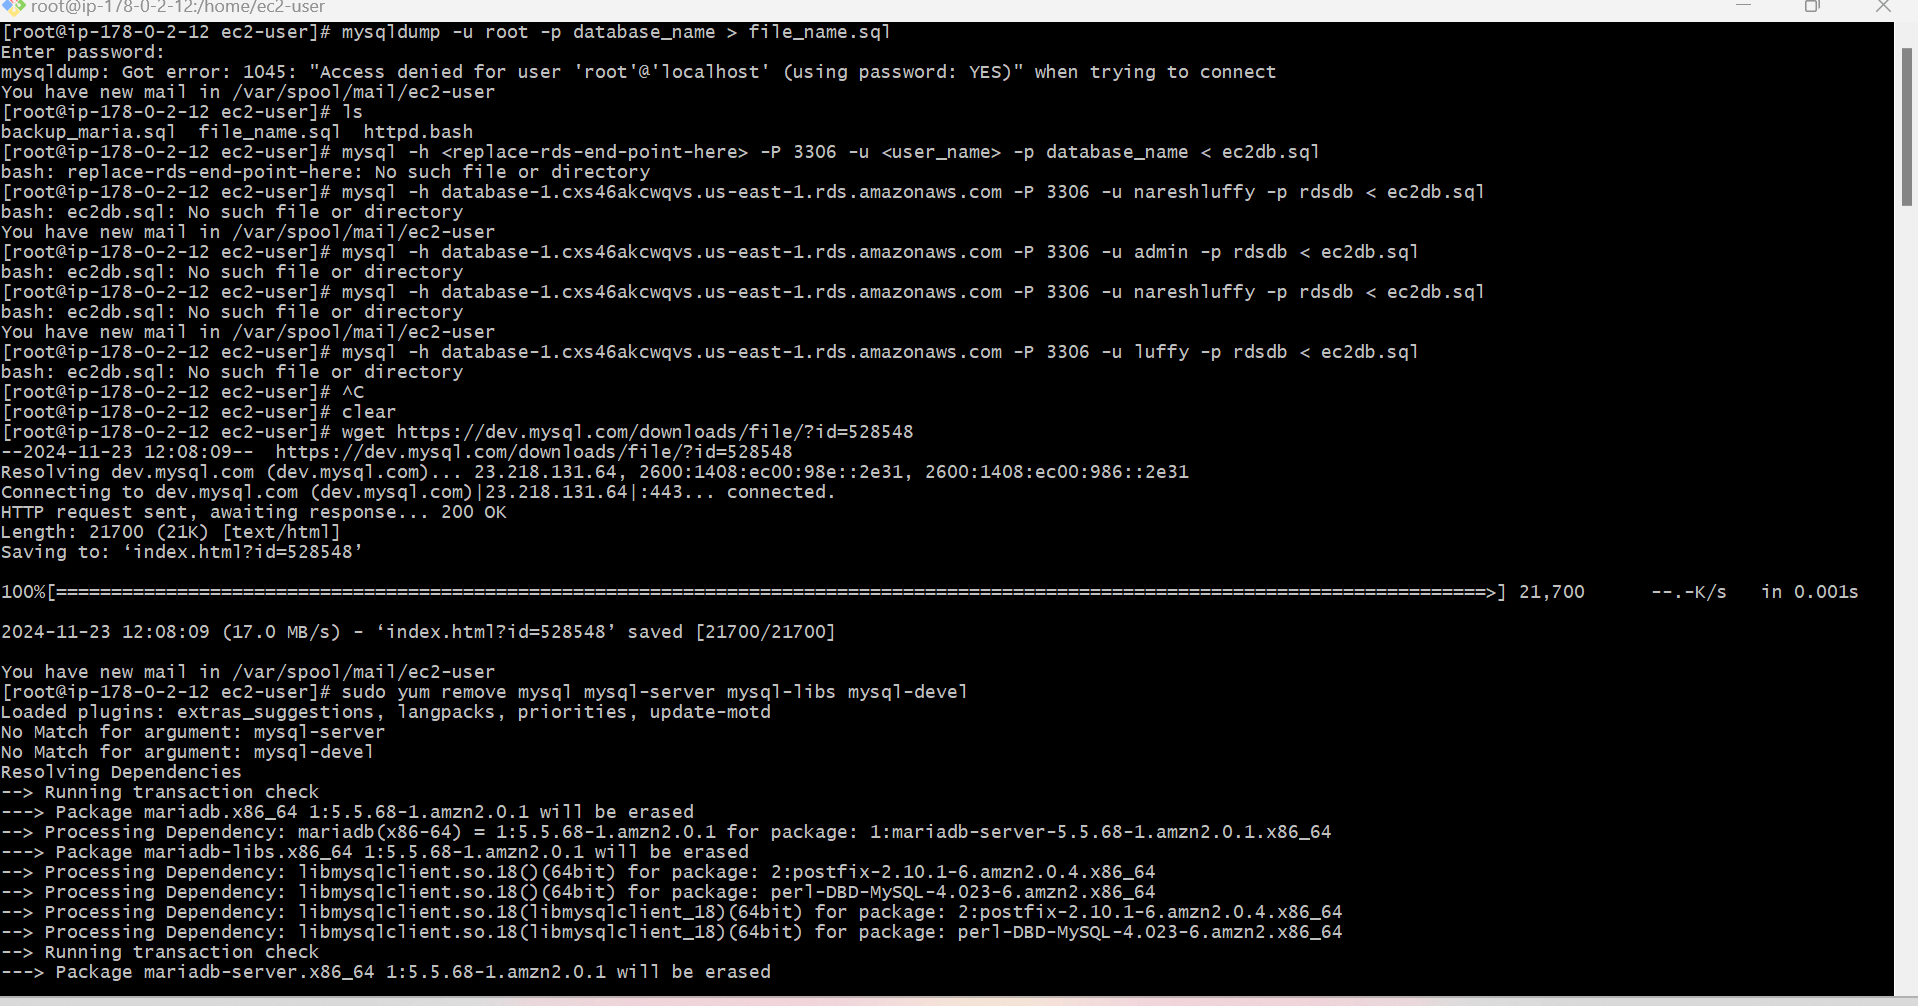 root@ip-178-0-2-12:/home/ec2-user
[root@ip-178-0-2-12 ec2-user]# mysqldump -u root -p database_name > file_name.sql
Enter password:
mysqldump: Got error: 1045: "Access denied for user 'root'@'localhost' (using password: YES)" when trying to connect
You have new mail in /var/spool/mail/ec2-user
[root@ip-178-0-2-12 ec2-user]# ls
backup_maria.sql  file_name.sql  httpd.bash
[root@ip-178-0-2-12 ec2-user]# mysql -h <replace-rds-end-point-here> -P 3306 -u <user_name> -p database_name < ec2db.sql
bash: replace-rds-end-point-here: No such file or directory
[root@ip-178-0-2-12 ec2-user]# mysql -h database-1.cxs46akcwqvs.us-east-1.rds.amazonaws.com -P 3306 -u nareshluffy -p rdsdb < ec2db.sql
bash: ec2db.sql: No such file or directory
You have new mail in /var/spool/mail/ec2-user
[root@ip-178-0-2-12 ec2-user]# mysql -h database-1.cxs46akcwqvs.us-east-1.rds.amazonaws.com -P 3306 -u admin -p rdsdb < ec2db.sql
bash: ec2db.sql: No such file or directory
[root@ip-178-0-2-12 ec2-user]# mysql -h database-1.cxs46akcwqvs.us-east-1.rds.amazonaws.com -P 3306 -u nareshluffy -p rdsdb < ec2db.sql
bash: ec2db.sql: No such file or directory
You have new mail in /var/spool/mail/ec2-user
[root@ip-178-0-2-12 ec2-user]# mysql -h database-1.cxs46akcwqvs.us-east-1.rds.amazonaws.com -P 3306 -u luffy -p rdsdb < ec2db.sql
bash: ec2db.sql: No such file or directory
[root@ip-178-0-2-12 ec2-user]# ^C
[root@ip-178-0-2-12 ec2-user]# clear
[root@ip-178-0-2-12 ec2-user]# wget https://dev.mysql.com/downloads/file/?id=528548
--2024-11-23 12:08:09--  https://dev.mysql.com/downloads/file/?id=528548
Resolving dev.mysql.com (dev.mysql.com)... 23.218.131.64, 2600:1408:ec00:98e::2e31, 2600:1408:ec00:986::2e31
Connecting to dev.mysql.com (dev.mysql.com)|23.218.131.64|:443... connected.
HTTP request sent, awaiting response... 200 OK
Length: 21700 (21K) [text/html]
Saving to: ‘index.html?id=528548’
100%[==================================================================================================================================>] 21,700      --.-K/s   in 0.001s
2024-11-23 12:08:09 (17.0 MB/s) - ‘index.html?id=528548’ saved [21700/21700]
You have new mail in /var/spool/mail/ec2-user
[root@ip-178-0-2-12 ec2-user]# sudo yum remove mysql mysql-server mysql-libs mysql-devel
Loaded plugins: extras_suggestions, langpacks, priorities, update-motd
No Match for argument: mysql-server
No Match for argument: mysql-devel
Resolving Dependencies
--> Running transaction check
---> Package mariadb.x86_64 1:5.5.68-1.amzn2.0.1 will be erased
--> Processing Dependency: mariadb(x86-64) = 1:5.5.68-1.amzn2.0.1 for package: 1:mariadb-server-5.5.68-1.amzn2.0.1.x86_64
---> Package mariadb-libs.x86_64 1:5.5.68-1.amzn2.0.1 will be erased
--> Processing Dependency: libmysqlclient.so.18()(64bit) for package: 2:postfix-2.10.1-6.amzn2.0.4.x86_64
--> Processing Dependency: libmysqlclient.so.18()(64bit) for package: perl-DBD-MySQL-4.023-6.amzn2.x86_64
--> Processing Dependency: libmysqlclient.so.18(libmysqlclient_18)(64bit) for package: 2:postfix-2.10.1-6.amzn2.0.4.x86_64
--> Processing Dependency: libmysqlclient.so.18(libmysqlclient_18)(64bit) for package: perl-DBD-MySQL-4.023-6.amzn2.x86_64
--> Running transaction check
---> Package mariadb-server.x86_64 1:5.5.68-1.amzn2.0.1 will be erased